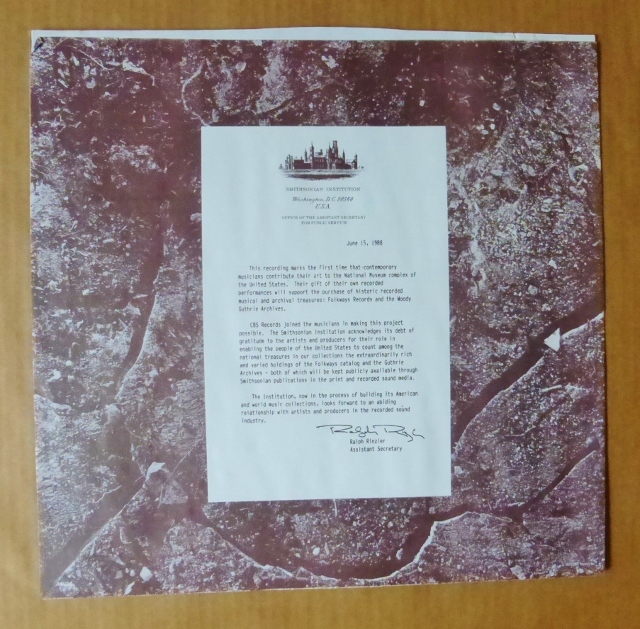 SMITHSONIAN INSTITUTION
Washington, D.C. 20560
U.S.A.
OFFICE OF THE ASSISTANT SECRETARY
FOR PUBLIC SERVICE
June 15, 1988
This recording marks the first time that contemporary
musicians contribute their art to the National Museum complex of
the United States. Their gift of their own recorded
performances will support the purchase of historic recorded
musical and archival treasures: Folkways Records and the Woody
Guthrie Archives.
CBS Records joined the musicians in making this project
possible. The Smithsonian Institution acknowledges its debt of
gratitude to the artists and producers for their role in
enabling the people of the United States to count among the
national treasures in our collections the extraordinarily rich
and varied holdings of the Folkways catalog and the Guthrie
Archives - both of which will be kept publicly available through
Smithsonian publications in the print and recorded sound media.
The institution, now in the process of building its American
and world music collections, looks forward to an abiding
relationship with artists and producers in the recorded sound
industry.
Ralph Rinzler
Ralph Rinzler
Assistant Secretary